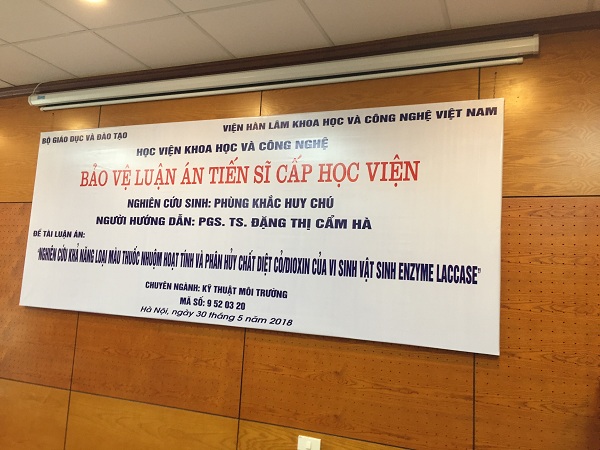 BỘ GIÁO DỤC VÀ ĐÀO TẠO
VIỆN HÀN LÂM KHOA HỌC VÀ CÔNG NGHỆ VIỆT NAM
HỌC VIỆN KHOA HỌC VÀ CÔNG NGHỆ
BẢO VỆ LUẬN ÁN TIẾN SĨ CẤP HỌC VIỆN
NGHIÊN CỨU SINH: PHÙNG KHẮC HUY CHÚ
NGƯỜI HƯỚNG DẪN: PGS. TS. ĐẶNG THỊ CẨM HÀ
ĐỀ TÀI LUẬN ÁN:
"NGHIÊN CỨU KHẢ NĂNG LOẠI MÀU THUỐC NHUỘM HOẠT TÍNH VÀ PHÂN HỦY CHẤT DIỆT CỎ/DIOXIN CỦA VI SINH VẬT SINH ENZYME LACCASE"
CHUYÊN NGÀNH: KỸ THUẬT MÔI TRƯỜNG
MÃ SỐ: 9 52 03 20
Hà Nội, ngày 30 tháng 5 năm 2018